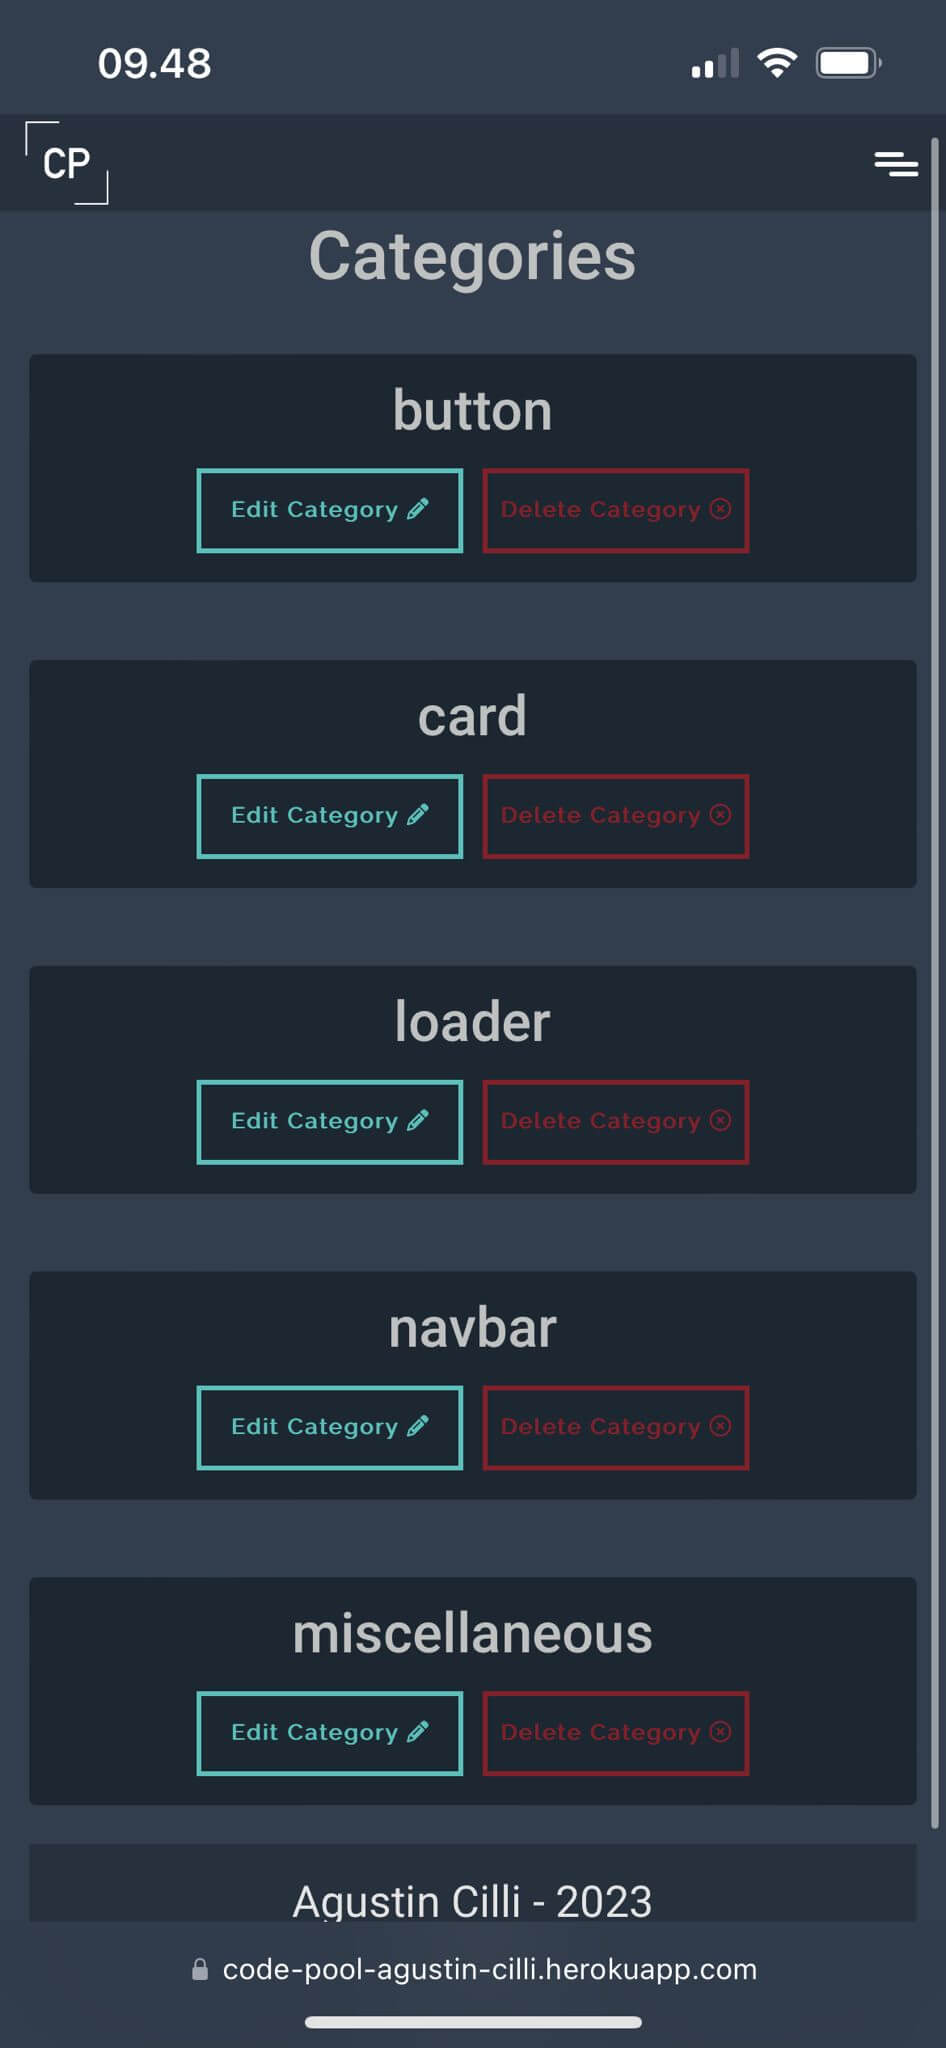 09.48
CP
Categories
button
Edit Category
Delete Category
card
Edit Category
Delete Category
loader
Edit Category
Delete Category
navbar
Edit Category
Delete Category
miscellaneous
Edit Category
Delete Category
Agustin Cilli - 2023
code-pool-agustin-cilli.herokuapp.com